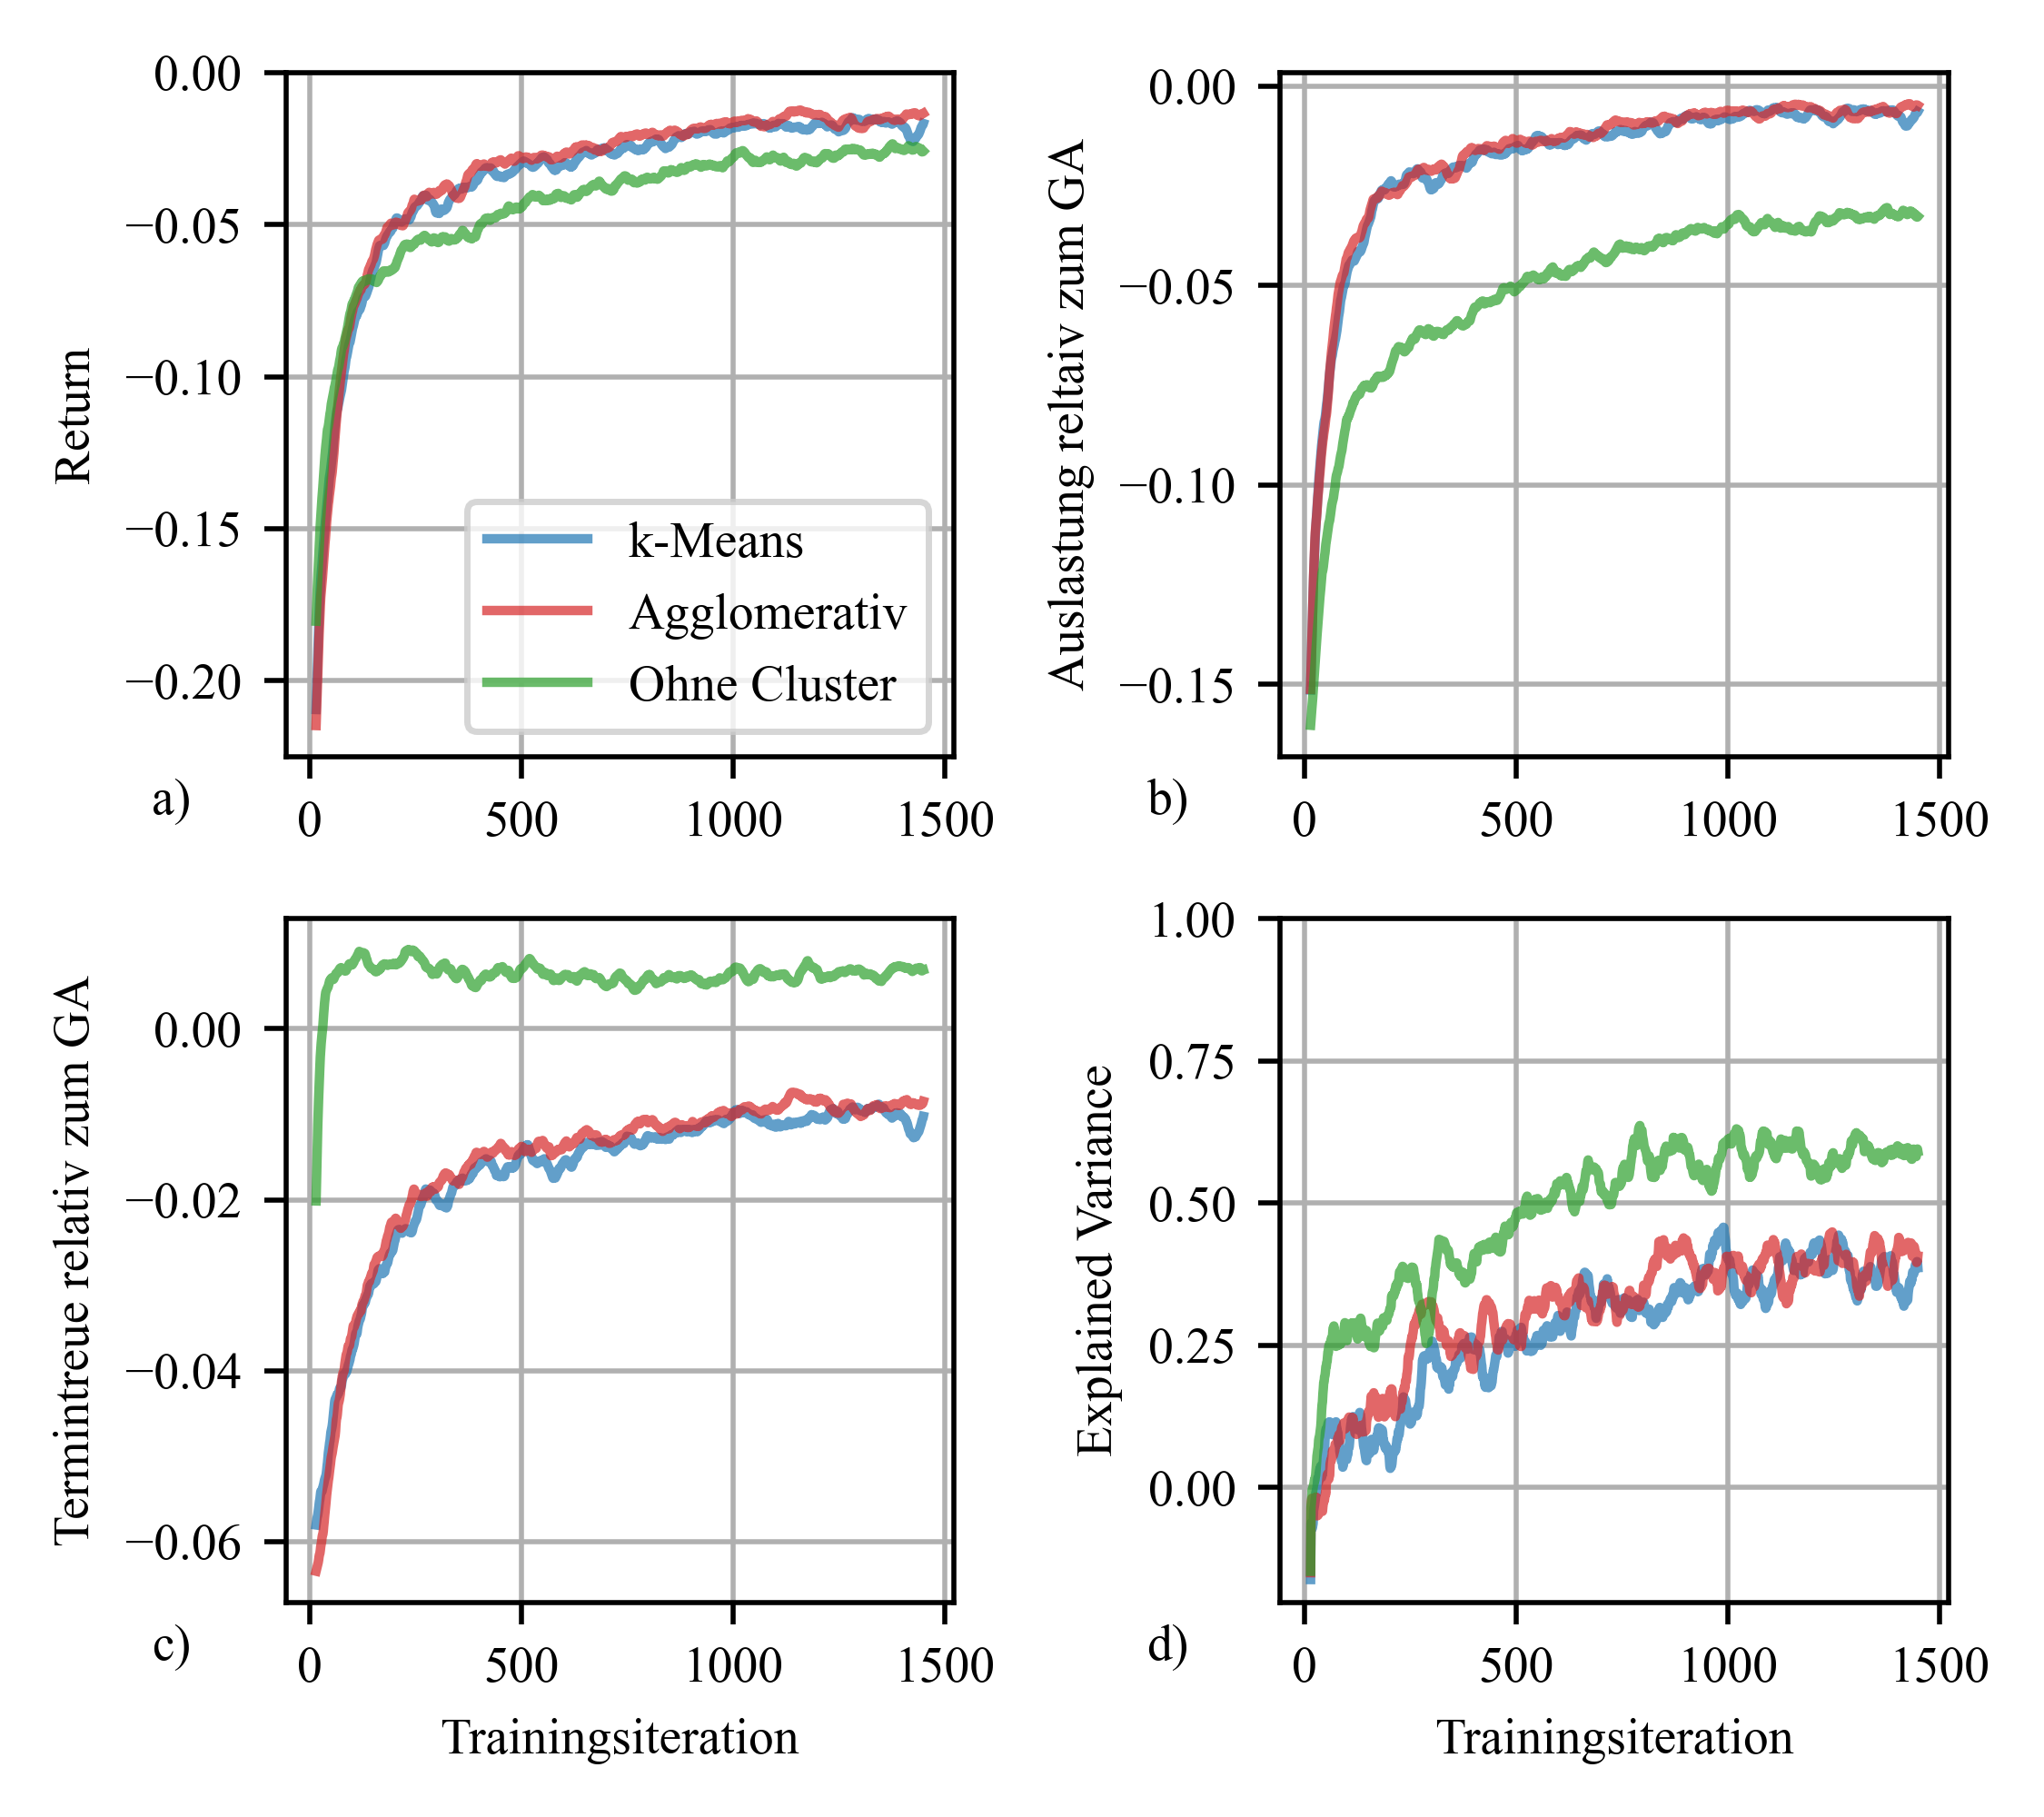 0.00
−0.05
−0.10
−0.15
−0.20
Return
k-Means
Agglomerativ
Ohne Cluster
a)
0
500
1000
1500
0.00
−0.05
−0.10
−0.15
Auslastung reltaiv zum GA
b)
0
500
1000
1500
0.00
−0.02
−0.04
−0.06
Termintreue relativ zum GA
c)
0
500
1000
1500
Trainingsiteration
1.00
0.75
0.50
0.25
0.00
Explained Variance
d)
0
500
1000
1500
Trainingsiteration